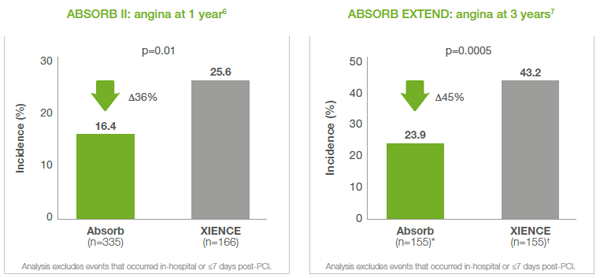 ABSORB II: angina at 1 year⁶
p=0.01
Incidence (%)
30
20
10
0
Δ36%
16.4
25.6
Absorb
(n=335)
XIENCE
(n=166)
Analysis excludes events that occurred in-hospital or ≤7 days post-PCI.
ABSORB EXTEND: angina at 3 years⁷
p=0.0005
Incidence (%)
50
40
30
20
10
0
Δ45%
23.9
43.2
Absorb
(n=155)*
XIENCE
(n=155)†
Analysis excludes events that occurred in-hospital or ≤7 days post-PCI.